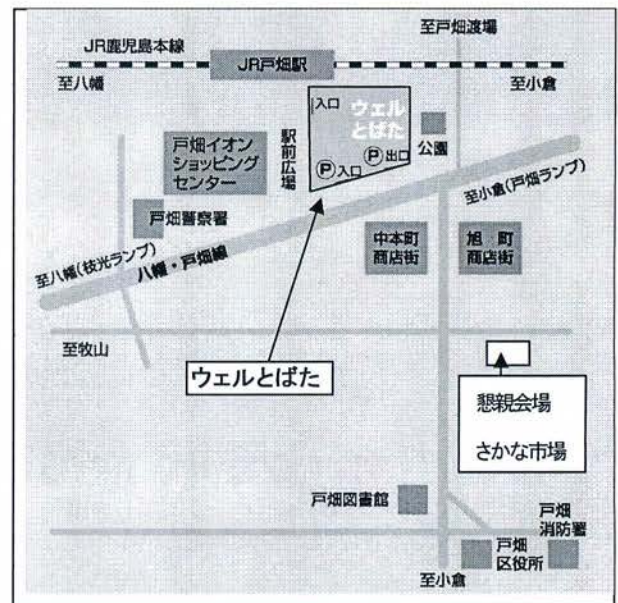 至戸畑渡場
JR鹿児島本線
JR戸畑駅
至八幡
至小倉
入口
ウェル
とばた
駅前広場
戸畑イオン
ショッピング
センター
Ⓟ入口
Ⓟ出口
公園
戸畑警察署
至小倉(戸畑ランプ)
中本町
商店街
旭町
商店街
至八幡(枝光ランプ)
八幡・戸畑線
至牧山
ウェルとばた
懇親会場
さかな市場
戸畑図書館
戸畑
消防署
戸畑
区役所
至小倉